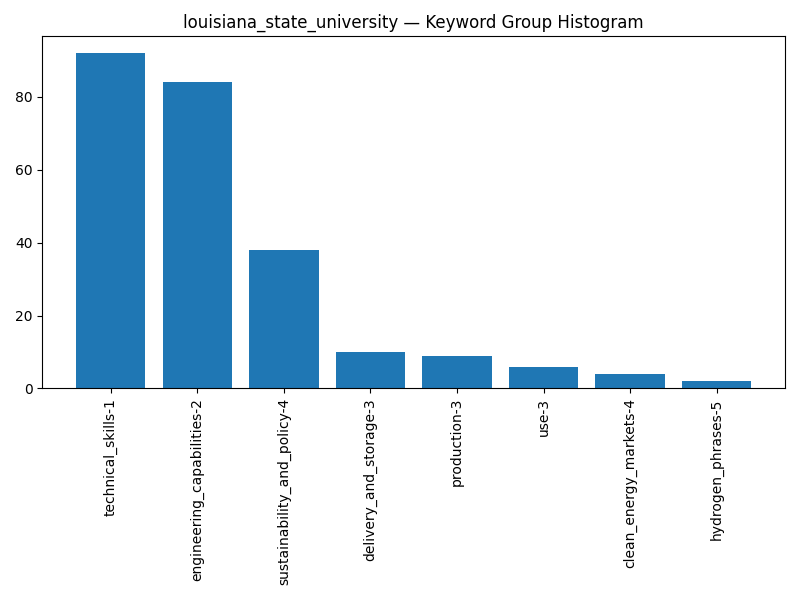 louisiana_state_university — Keyword Group Histogram
80
60
40
20
0
technical_skills-1
engineering_capabilities-2
sustainability_and_policy-4
delivery_and_storage-3
production-3
use-3
clean_energy_markets-4
hydrogen_phrases-5